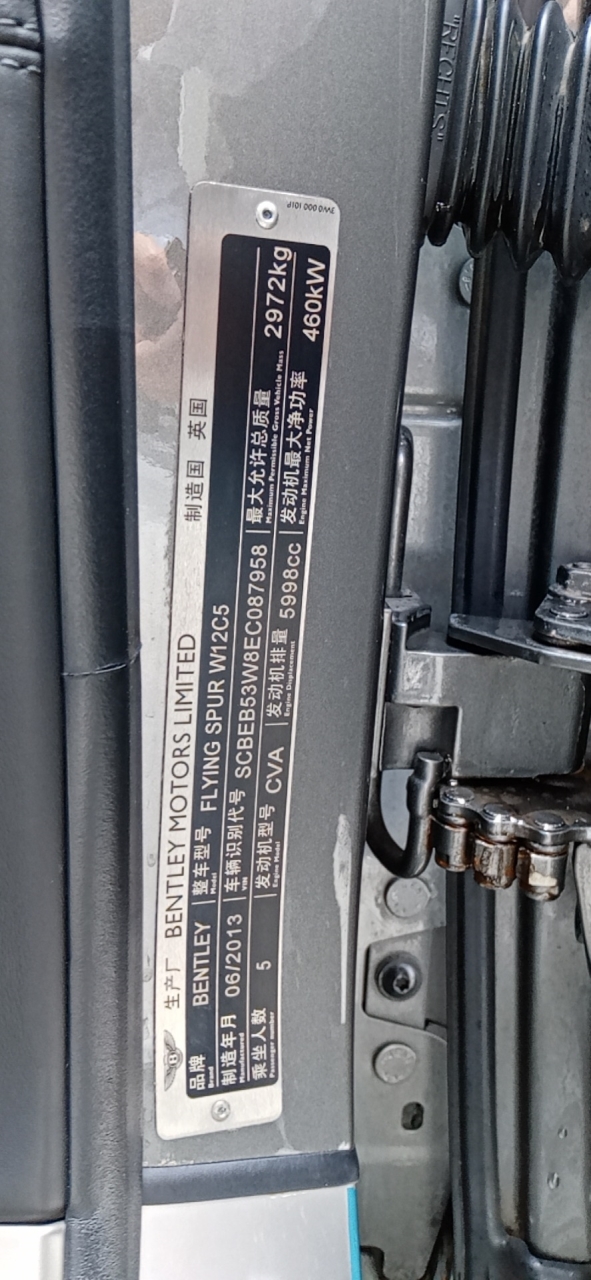 "RECHTS"
3W0 000 101P
生产厂 BENTLEY MOTORS LIMITED 制造国 英国
B
品牌 BENTLEY 整车型号 FLYING SPUR W12C5
Brand Model
制造年月 06/2013 车辆识别代号 SCBEB53W8EC087958 最大允许总质量 2972kg
Manufactured VIN Maximum Permissible Gross Vehicle Mass
乘坐人数 5 发动机型号 CVA 发动机排量 5998cc 发动机最大净功率 460kW
Passenger number Engine Model Engine Displacement Engine Maximum Net Power